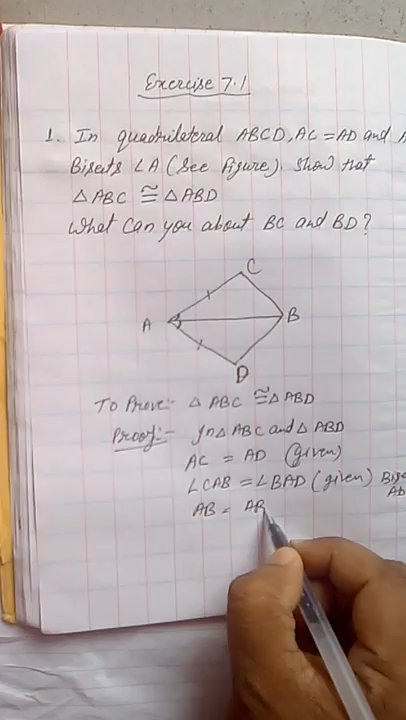 Exercise 7.1
1. In quadrilateral ABCD, AC = AD and A
Bisects ∠A (See figure). Show that
△ABC ≅ △ABD
What can you about BC and BD?
C
A
B
D
To Prove:- △ABC ≅ △ABD
Proof:- In △ABC and △ABD
AC = AD (given)
∠CAB = ∠BAD (given)
AB = AB